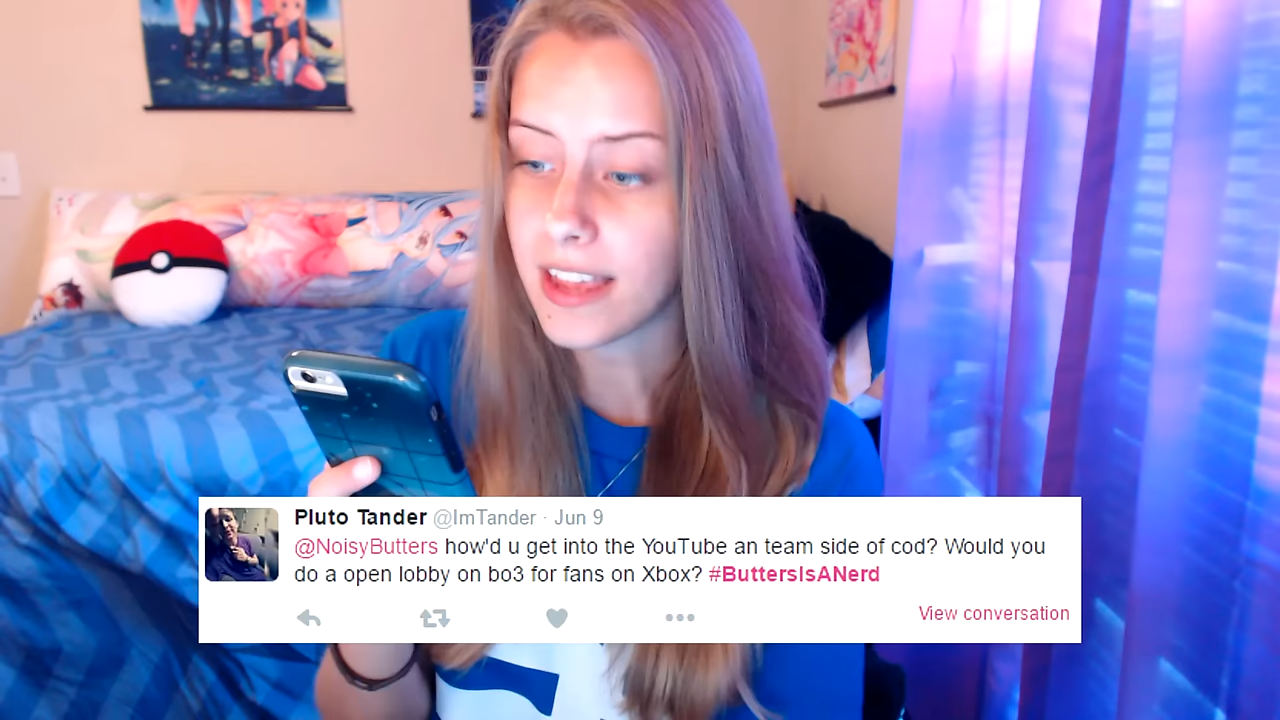 Pluto Tander @ImTander · Jun 9
@NoisyButters how'd u get into the YouTube an team side of cod? Would you
do a open lobby on bo3 for fans on Xbox? #ButtersIsANerd
View conversation